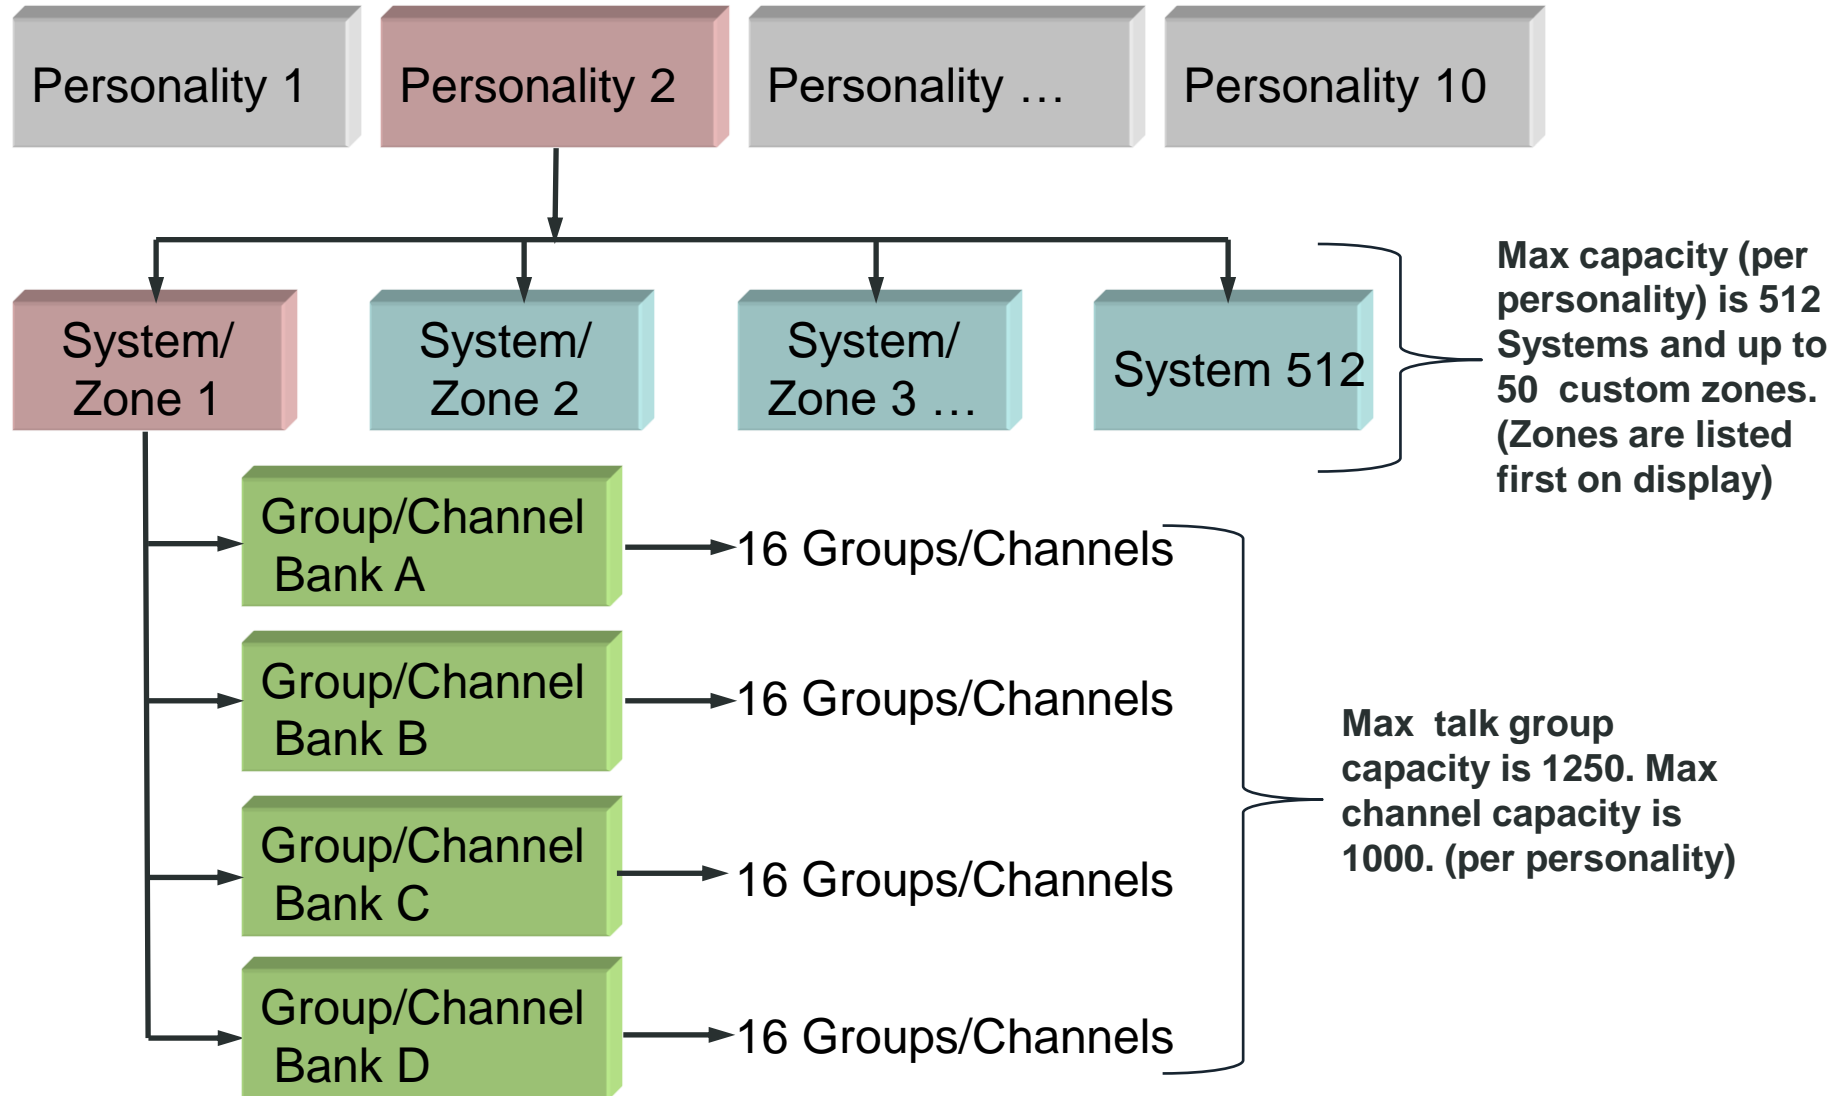 Personality 1
Personality 2
Personality …
Personality 10
System/
Zone 1
System/
Zone 2
System/
Zone 3 …
System 512
Max capacity (per
personality) is 512
Systems and up to
50  custom zones.
(Zones are listed
first on display)
Group/Channel
Bank A
16 Groups/Channels
Group/Channel
Bank B
16 Groups/Channels
Group/Channel
Bank C
16 Groups/Channels
Group/Channel
Bank D
16 Groups/Channels
Max  talk group
capacity is 1250. Max
channel capacity is
1000. (per personality)